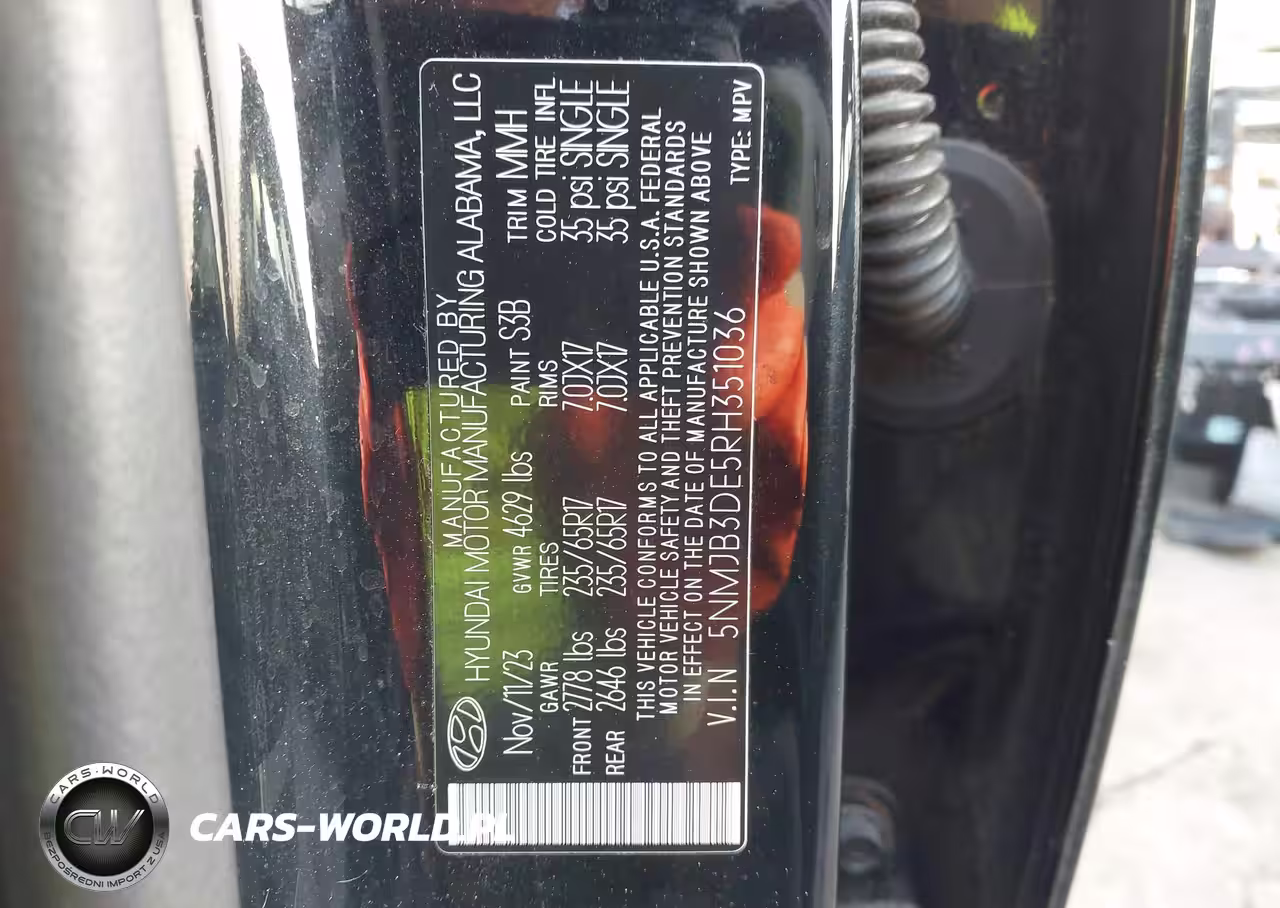 MANUFACTURED BY
HYUNDAI MOTOR MANUFACTURING ALABAMA, LLC
Nov/11/23 GVWR 4629 lbs PAINT S3B TRIM MMH
GAWR TIRES RIMS COLD TIRE INFL
FRONT 2778 lbs 235/65R17 7.0JX17 35 psi SINGLE
REAR 2646 lbs 235/65R17 7.0JX17 35 psi SINGLE
THIS VEHICLE CONFORMS TO ALL APPLICABLE U.S.A. FEDERAL
MOTOR VEHICLE SAFETY AND THEFT PREVENTION STANDARDS
IN EFFECT ON THE DATE OF MANUFACTURE SHOWN ABOVE
V.I.N 5NMJB3DE5RH351036 TYPE: MPV
CARS-WORLD
CW
BEZPOŚREDNI IMPORT Z USA
CARS-WORLD.PL